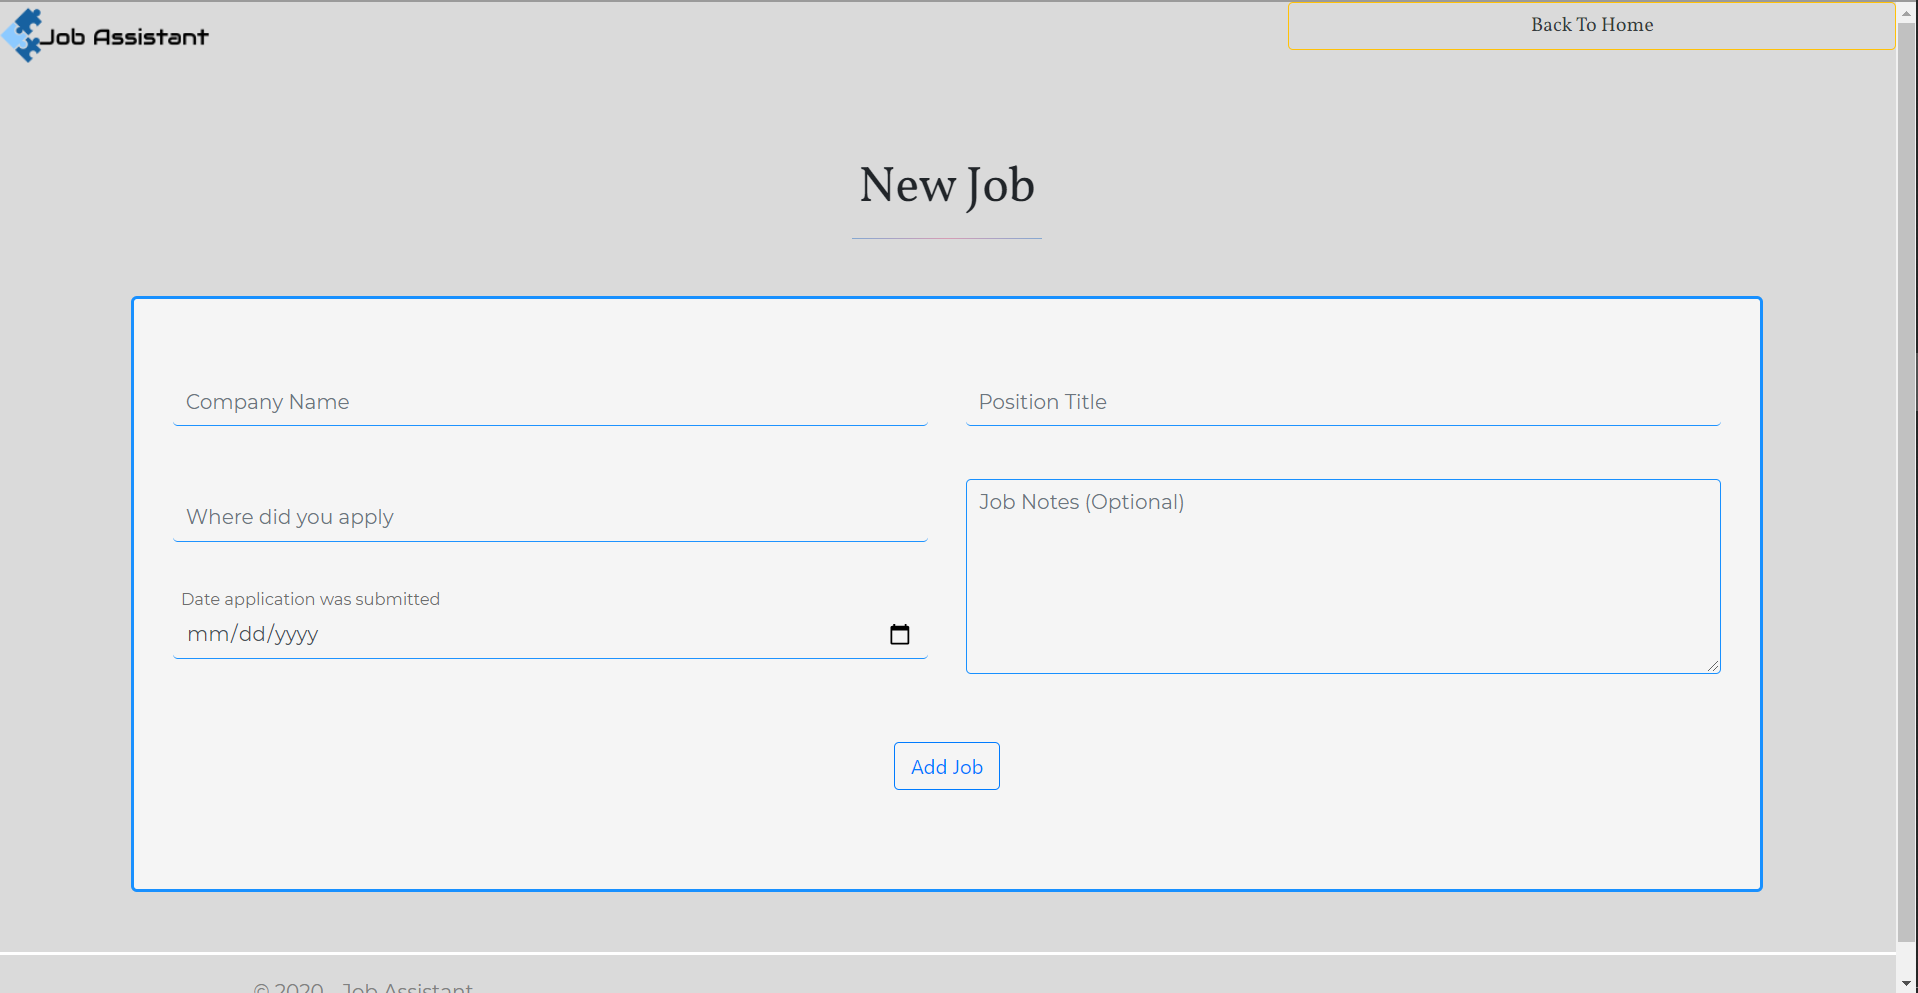 Job Assistant
Back To Home
New Job
Company Name
Position Title
Where did you apply
Job Notes (Optional)
Date application was submitted
mm/dd/yyyy
Add Job
© 2020 - Job Assistant